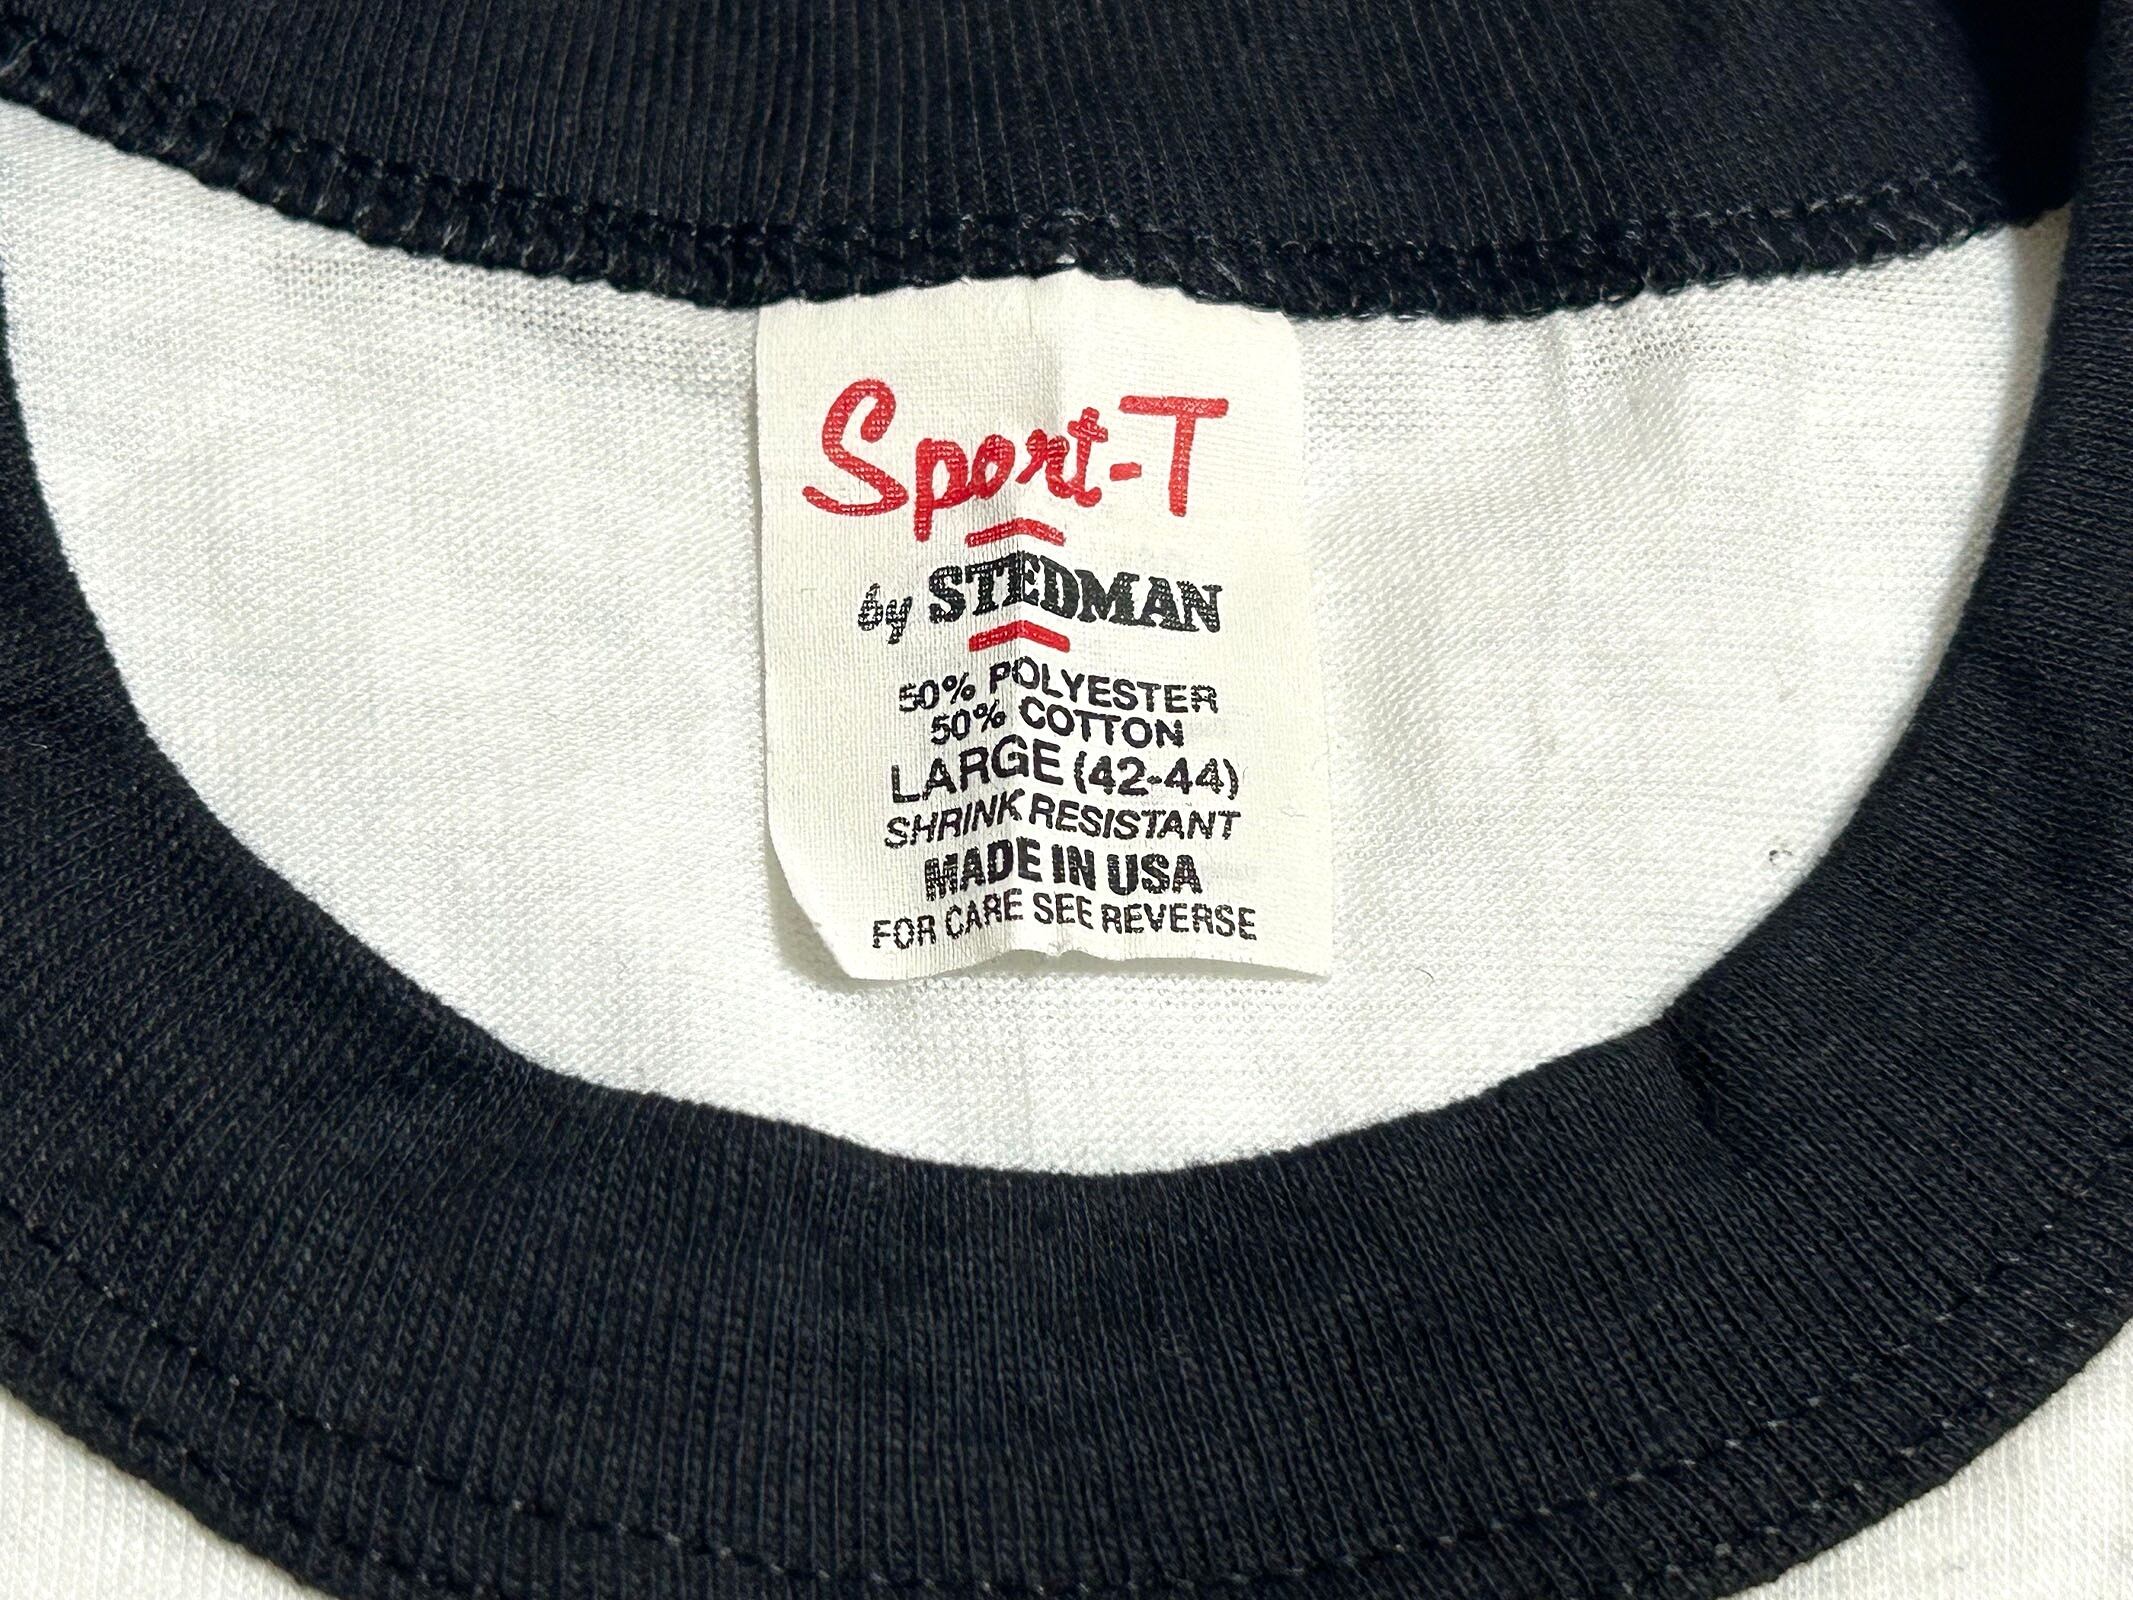 Sport-T
by STEDMAN
50% POLYESTER
50% COTTON
LARGE (42-44)
SHRINK RESISTANT
MADE IN USA
FOR CARE SEE REVERSE